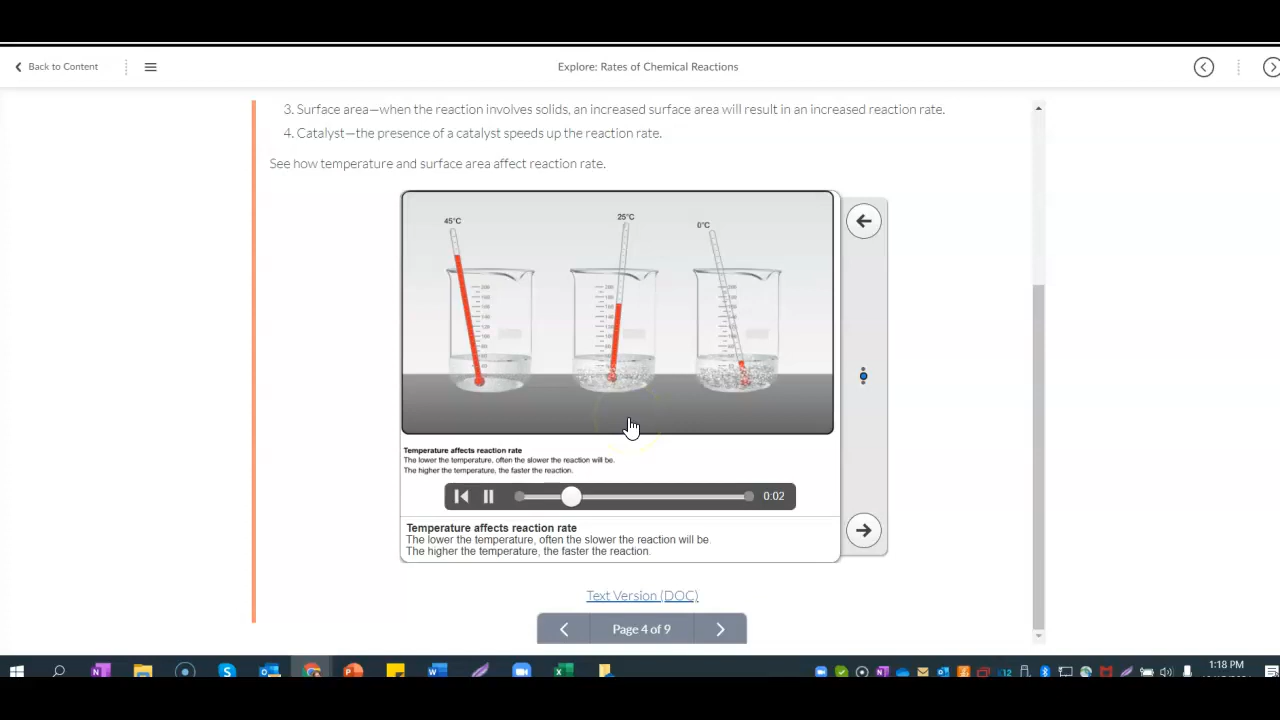 Back to Content
Explore: Rates of Chemical Reactions
3. Surface area—when the reaction involves solids, an increased surface area will result in an increased reaction rate.
4. Catalyst—the presence of a catalyst speeds up the reaction rate.
See how temperature and surface area affect reaction rate.
45°C
25°C
0°C
Temperature affects reaction rate
The lower the temperature, often the slower the reaction will be.
The higher the temperature, the faster the reaction.
0:02
Temperature affects reaction rate
The lower the temperature, often the slower the reaction will be.
The higher the temperature, the faster the reaction.
Text Version (DOC)
Page 4 of 9
1:18 PM